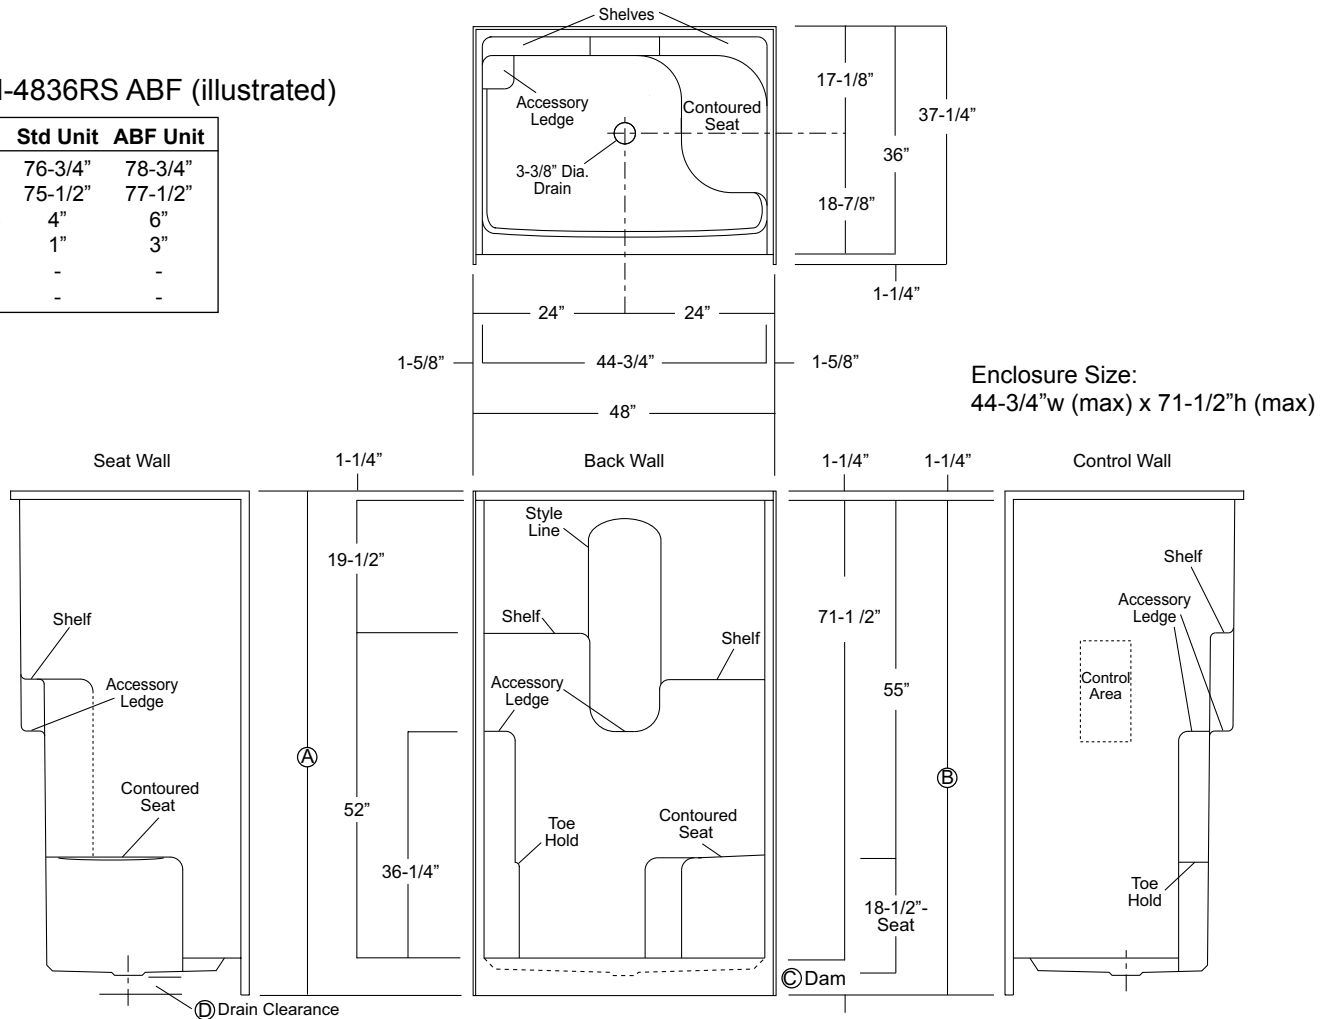 Shelves
-4836RS ABF (illustrated)
Std Unit ABF Unit
76-3/4” 78-3/4”
75-1/2” 77-1/2”
4” 6”
1” 3”
- -
- -
Accessory
Ledge
Contoured
Seat
3-3/8” Dia.
Drain
17-1/8”
37-1/4”
36”
18-7/8”
1-1/4”
24” 24”
1-5/8” 44-3/4” 1-5/8”
48”
Enclosure Size:
44-3/4”w (max) x 71-1/2”h (max)
Seat Wall 1-1/4” Back Wall 1-1/4” 1-1/4” Control Wall
Shelf
Accessory
Ledge
Contoured
Seat
D Drain Clearance
A
19-1/2”
52”
36-1/4”
Style
Line
Shelf
Shelf
Accessory
Ledge
Toe
Hold
Contoured
Seat
71-1 /2”
55”
18-1/2”-
Seat
C Dam
B
Shelf
Accessory
Ledge
Control
Area
Toe
Hold